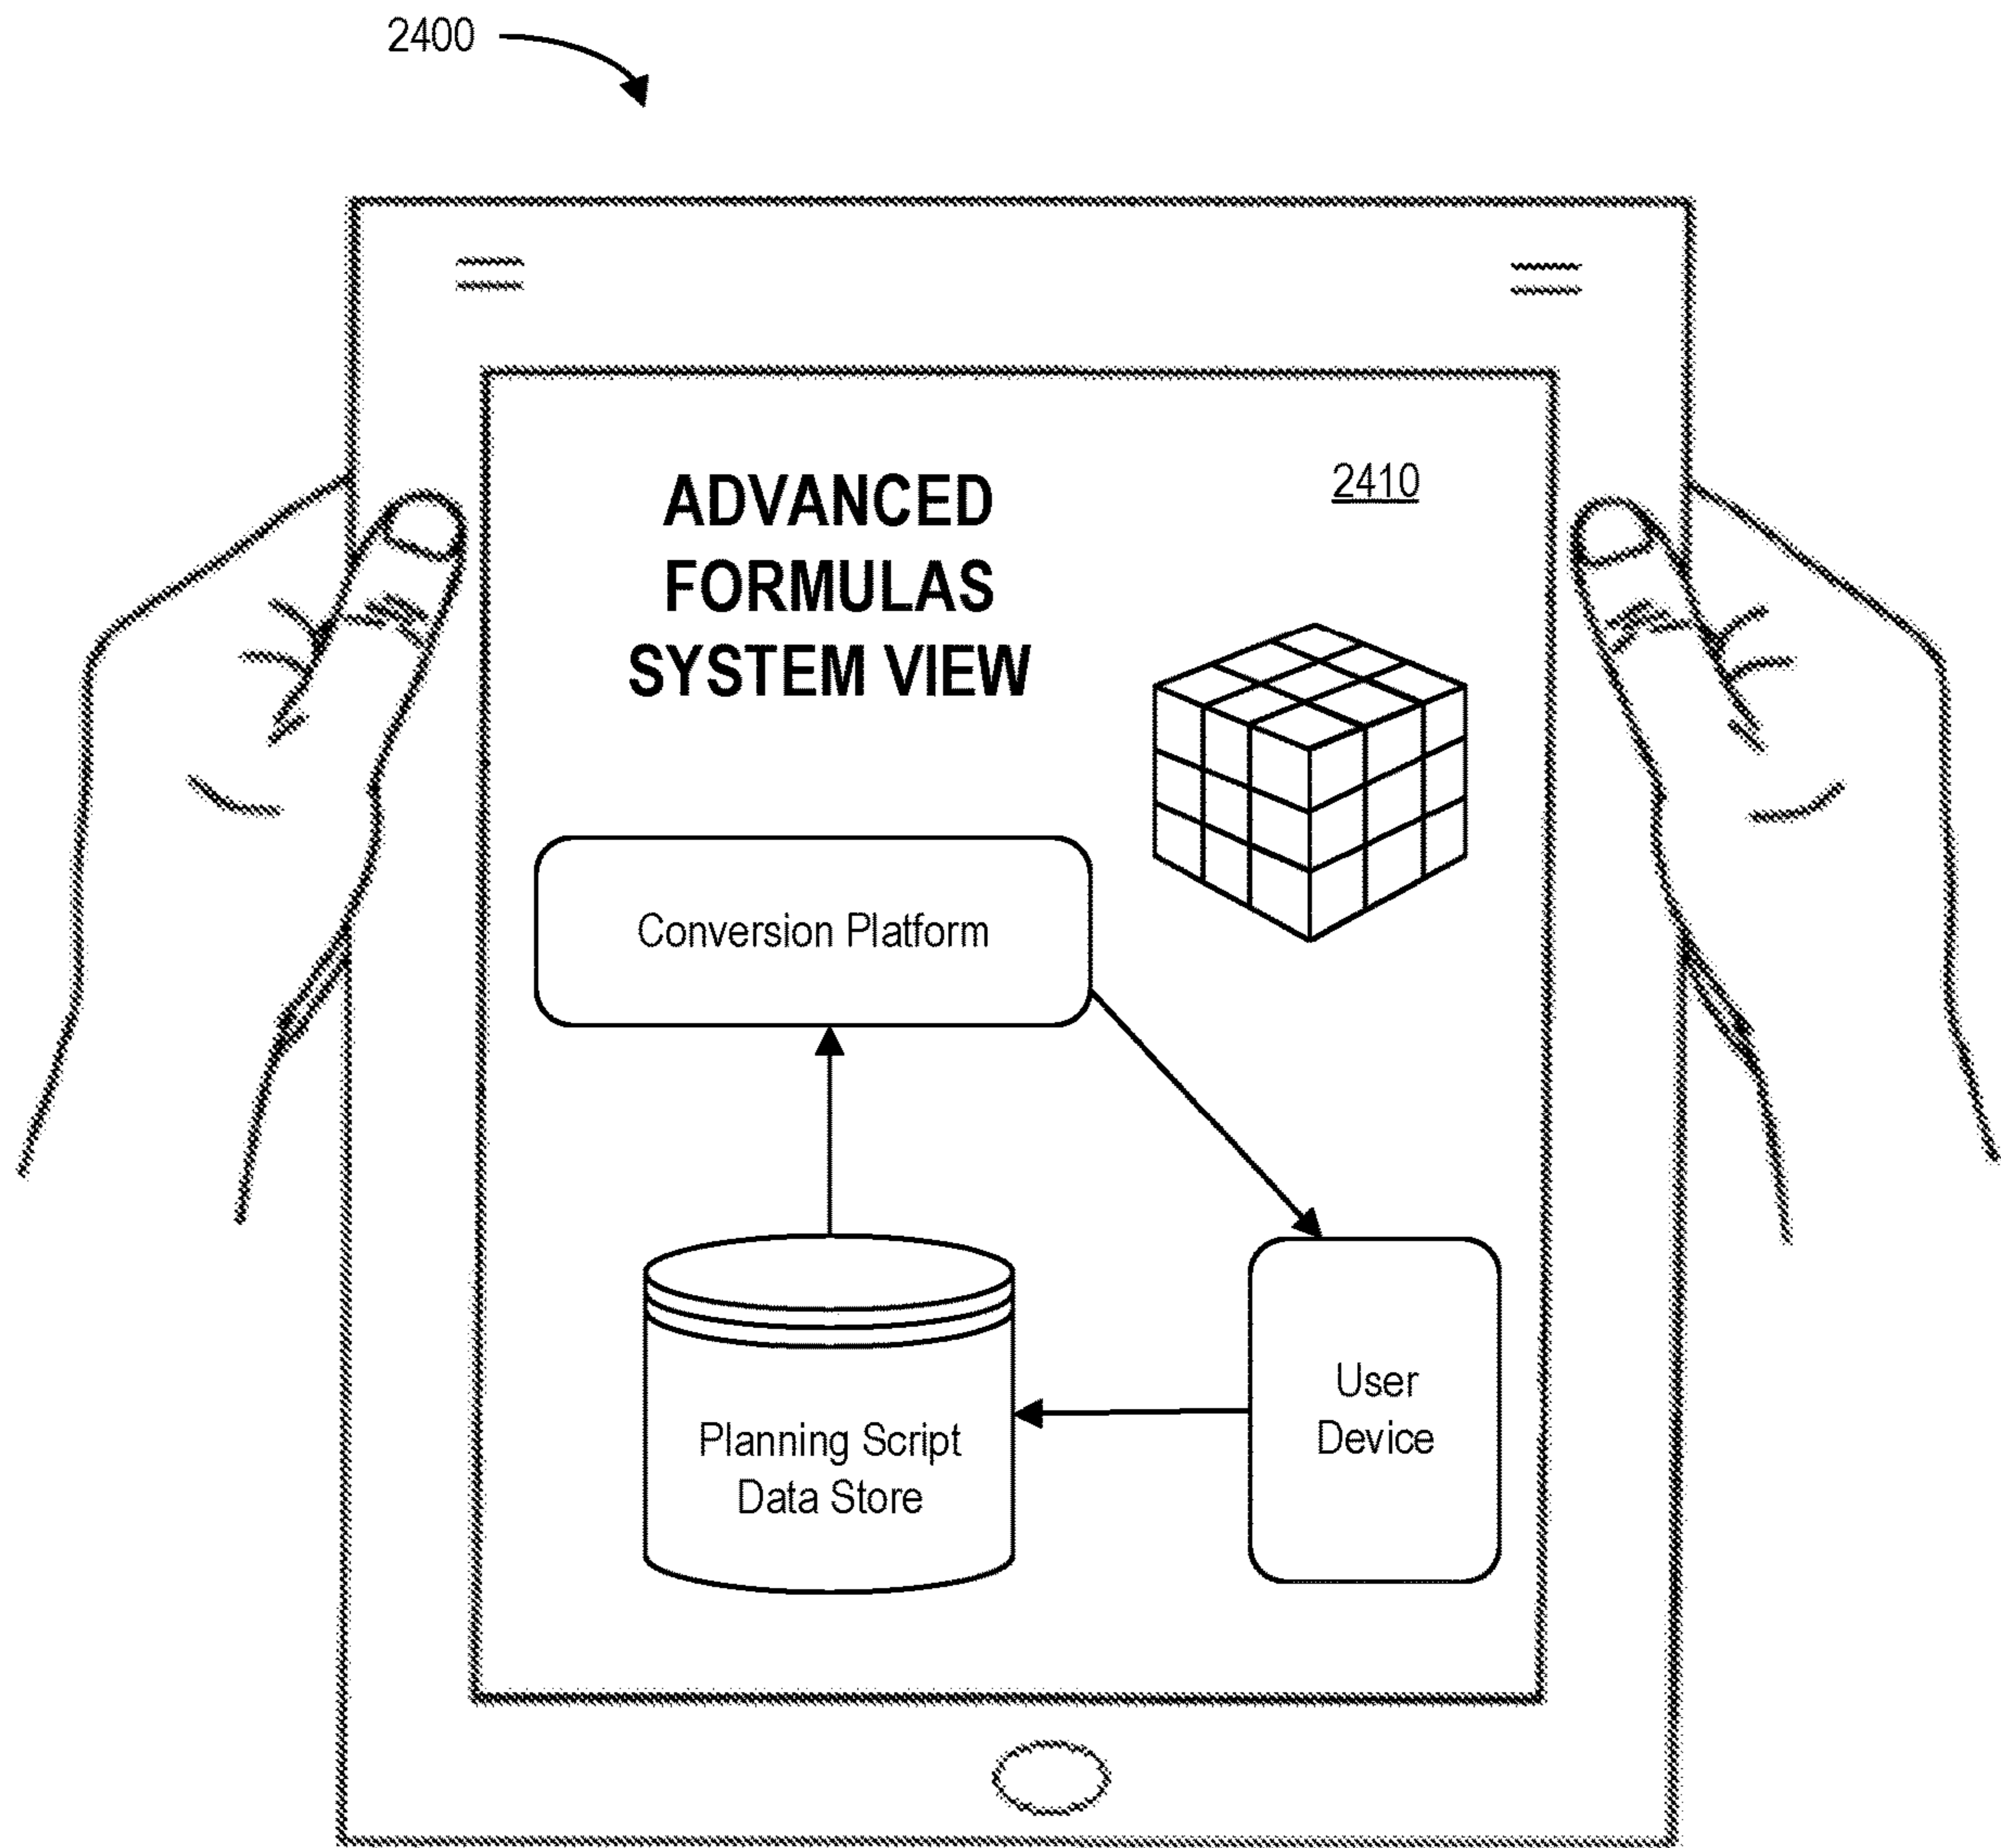 2400
2410
ADVANCED
FORMULAS
SYSTEM VIEW
Conversion Platform
Planning Script
Data Store
User
Device